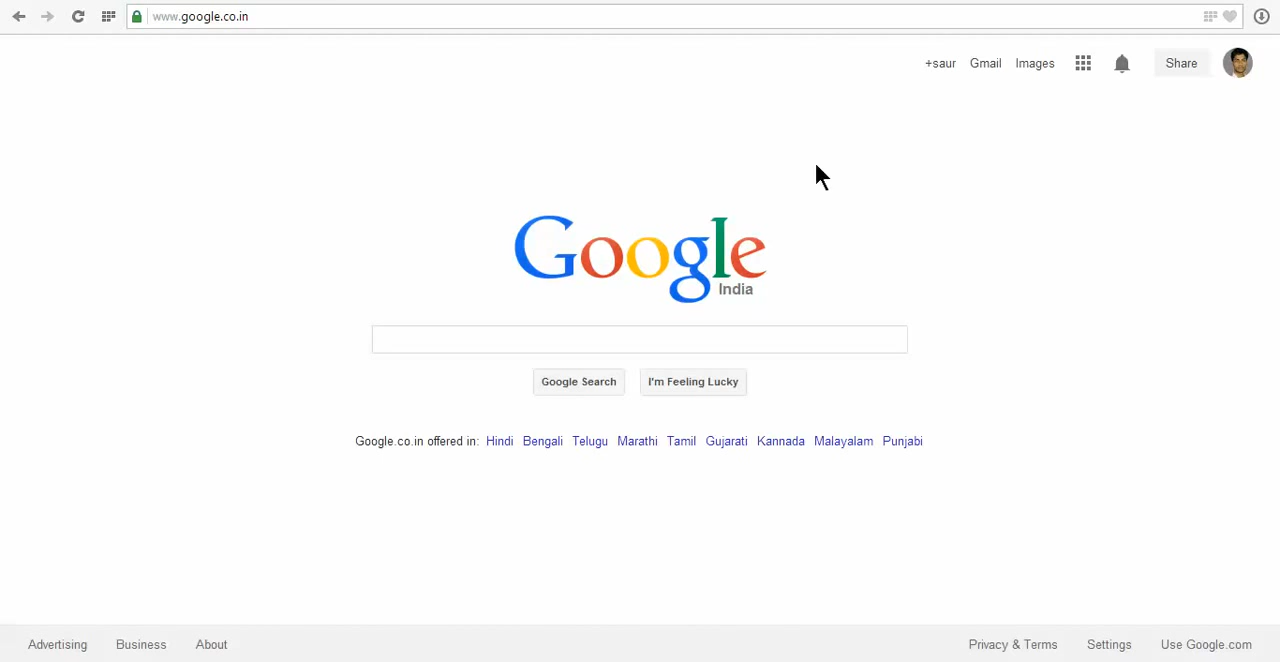 www.google.co.in
+saur Gmail Images Share
Google
India
Google Search I'm Feeling Lucky
Google.co.in offered in: Hindi Bengali Telugu Marathi Tamil Gujarati Kannada Malayalam Punjabi
Advertising Business About Privacy & Terms Settings Use Google.com